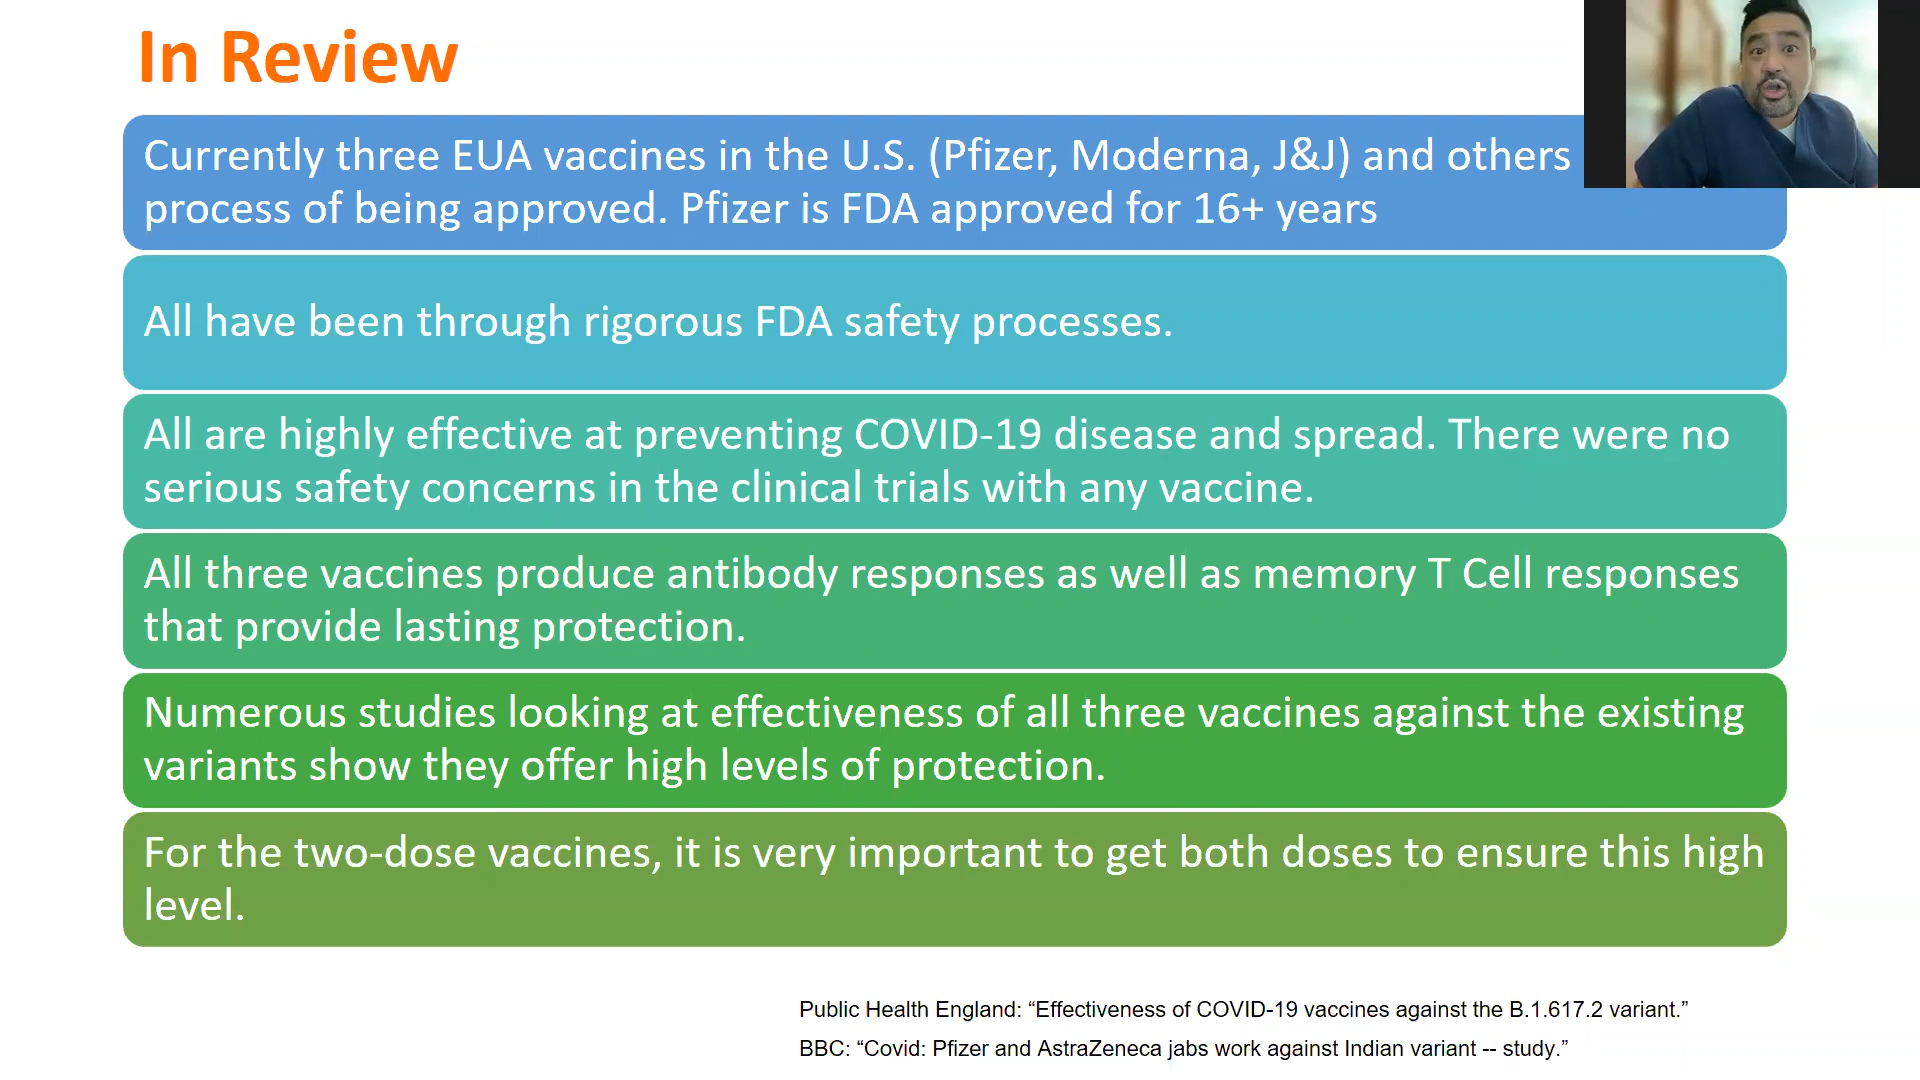 In Review
Currently three EUA vaccines in the U.S. (Pfizer, Moderna, J&J) and others
process of being approved. Pfizer is FDA approved for 16+ years
All have been through rigorous FDA safety processes.
All are highly effective at preventing COVID-19 disease and spread. There were no
serious safety concerns in the clinical trials with any vaccine.
All three vaccines produce antibody responses as well as memory T Cell responses
that provide lasting protection.
Numerous studies looking at effectiveness of all three vaccines against the existing
variants show they offer high levels of protection.
For the two-dose vaccines, it is very important to get both doses to ensure this high
level.
Public Health England: “Effectiveness of COVID-19 vaccines against the B.1.617.2 variant.”
BBC: “Covid: Pfizer and AstraZeneca jabs work against Indian variant -- study.”